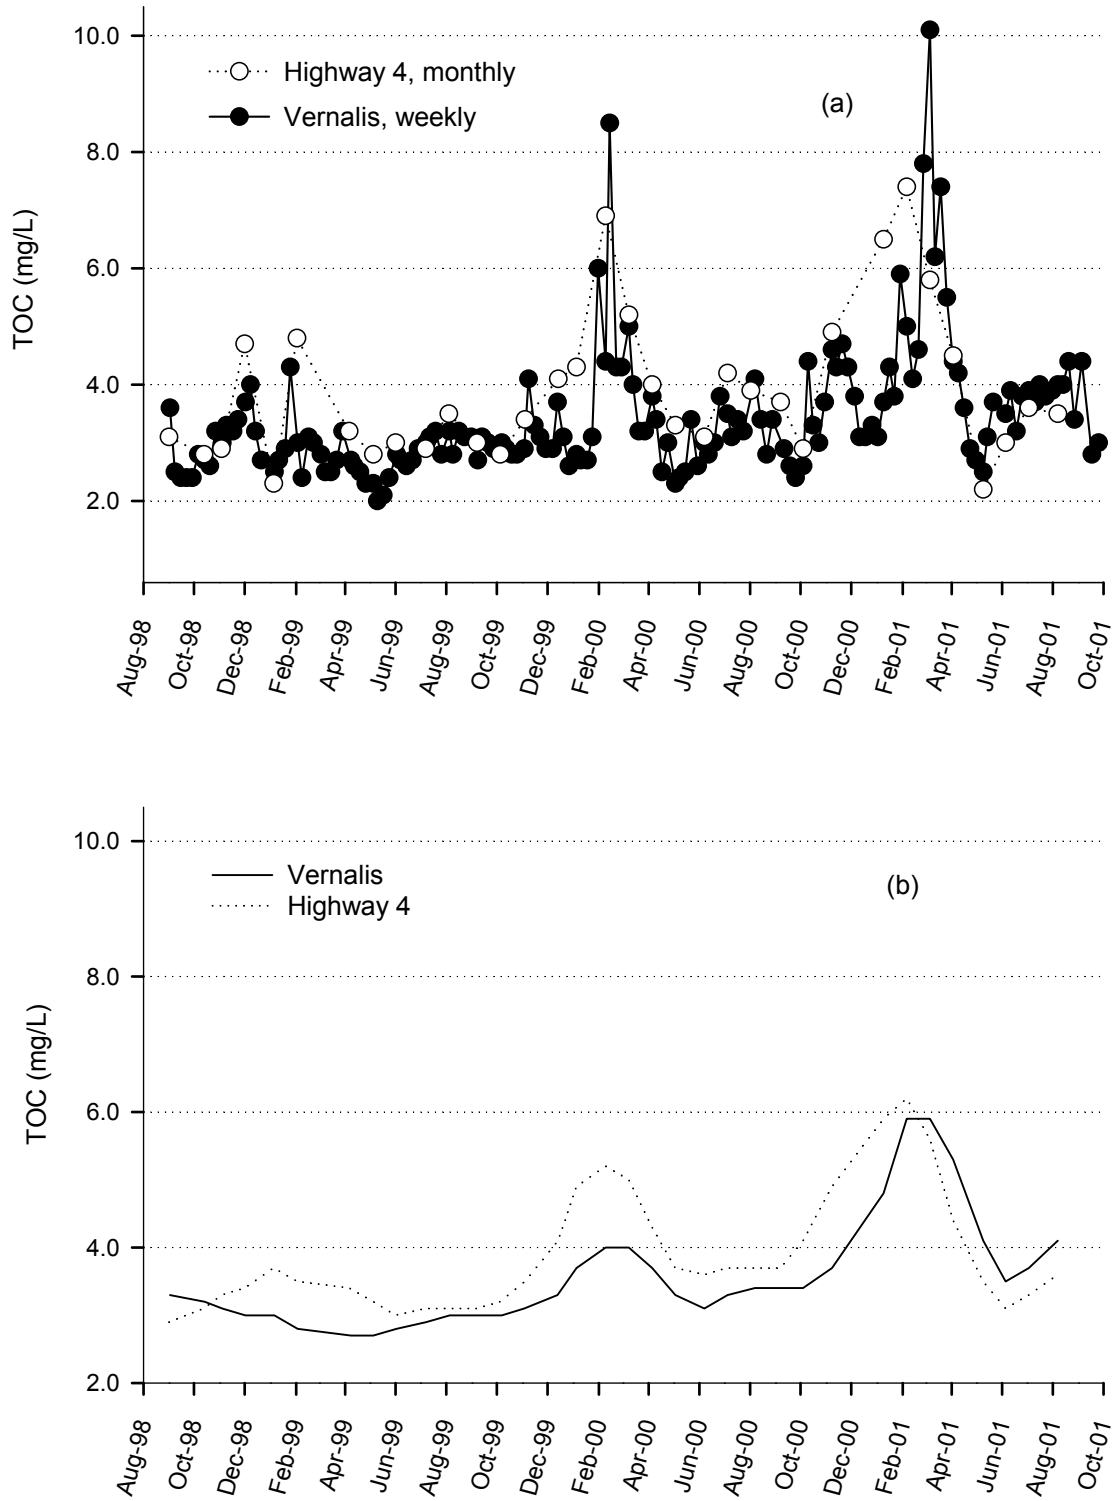 10.0
Highway 4, monthly
(a)
Vernalis, weekly
8.0
TOC (mg/L)
6.0
4.0
2.0
Aug-98
Oct-98
Dec-98
Feb-99
Apr-99
Jun-99
Aug-99
Oct-99
Dec-99
Feb-00
Apr-00
Jun-00
Aug-00
Oct-00
Dec-00
Feb-01
Apr-01
Jun-01
Aug-01
Oct-01
10.0
Vernalis
(b)
Highway 4
8.0
TOC (mg/L)
6.0
4.0
2.0
Aug-98
Oct-98
Dec-98
Feb-99
Apr-99
Jun-99
Aug-99
Oct-99
Dec-99
Feb-00
Apr-00
Jun-00
Aug-00
Oct-00
Dec-00
Feb-01
Apr-01
Jun-01
Aug-01
Oct-01